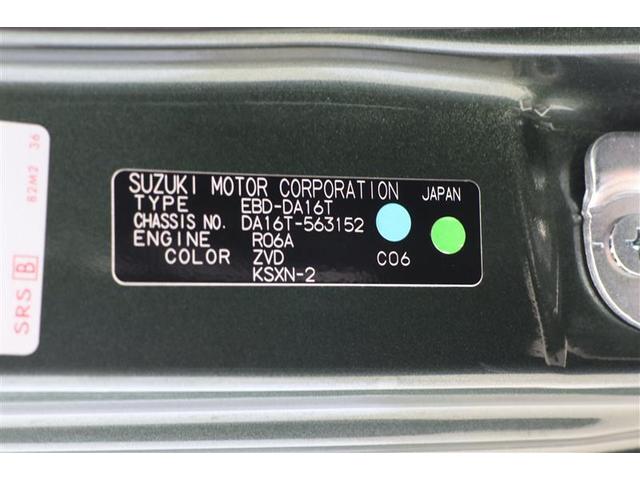 SUZUKI MOTOR CORPORATION JAPAN
TYPE EBD-DA16T
CHASSIS NO. DA16T-563152
ENGINE R06A
COLOR ZVD C06
KSXN-2
SRS B
82M2 36